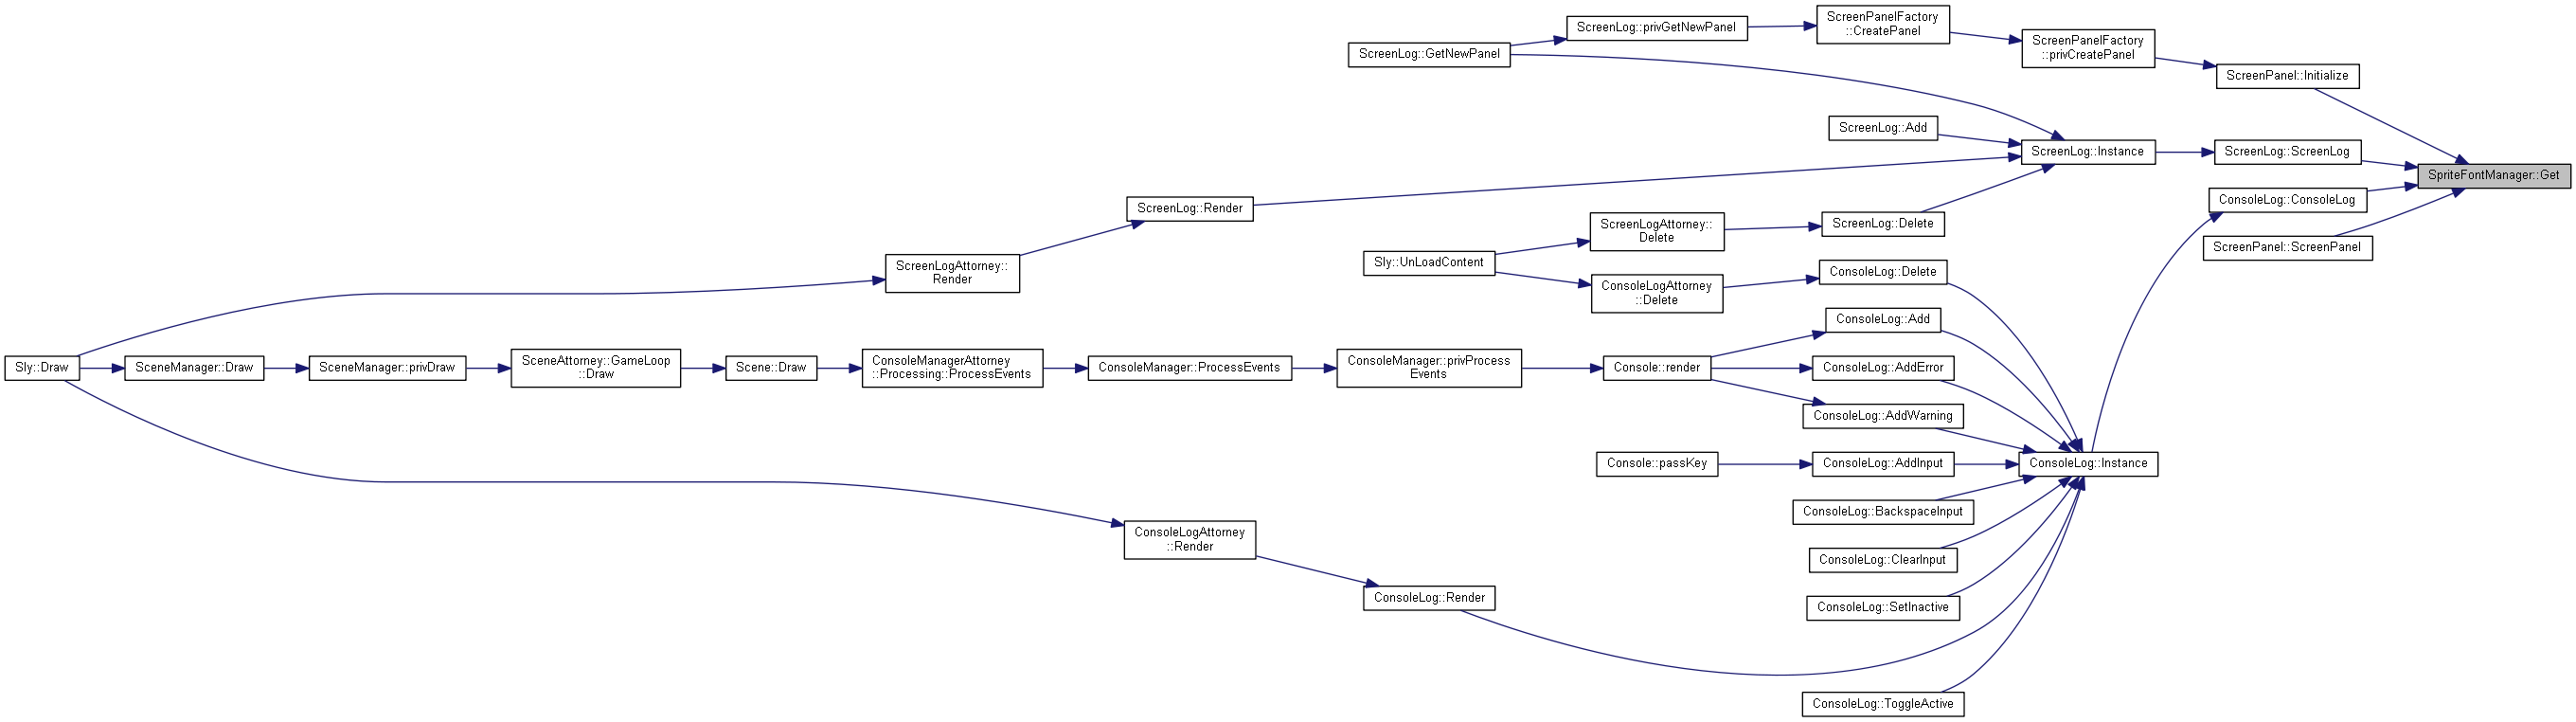 ScreenPanelFactory
::CreatePanel
ScreenLog::privGetNewPanel
ScreenPanelFactory
::privCreatePanel
ScreenLog::GetNewPanel
ScreenPanel::Initialize
ScreenLog::Add
ScreenLog::Instance
ScreenLog::ScreenLog
SpriteFontManager::Get
ConsoleLog::ConsoleLog
ScreenLog::Render
ScreenLogAttorney::
Delete
ScreenLog::Delete
ScreenPanel::ScreenPanel
Sly::UnLoadContent
ScreenLogAttorney::
Render
ConsoleLog::Delete
ConsoleLogAttorney
::Delete
ConsoleLog::Add
Sly::Draw
SceneManager::Draw
SceneManager::privDraw
SceneAttorney::GameLoop
::Draw
Scene::Draw
ConsoleManagerAttorney
::Processing::ProcessEvents
ConsoleManager::ProcessEvents
ConsoleManager::privProcess
Events
Console::render
ConsoleLog::AddError
ConsoleLog::AddWarning
Console::passKey
ConsoleLog::AddInput
ConsoleLog::Instance
ConsoleLog::BackspaceInput
ConsoleLogAttorney
::Render
ConsoleLog::ClearInput
ConsoleLog::Render
ConsoleLog::SetInactive
ConsoleLog::ToggleActive